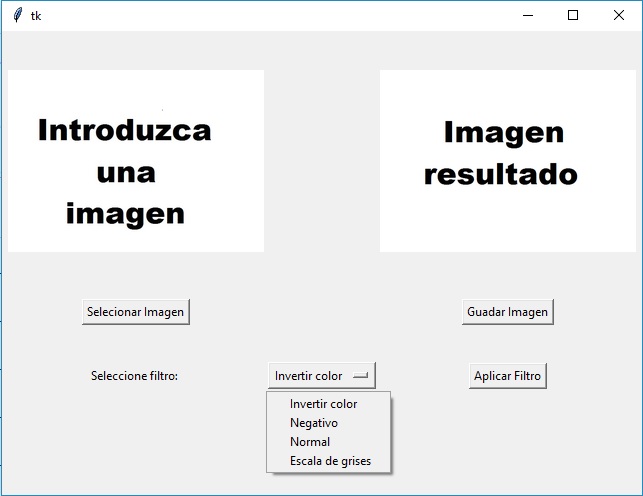 tk
Introduzca
una
imagen
Imagen
resultado
Selecionar Imagen
Guadar Imagen
Seleccione filtro:
Invertir color
Aplicar Filtro
Invertir color
Negativo
Normal
Escala de grises